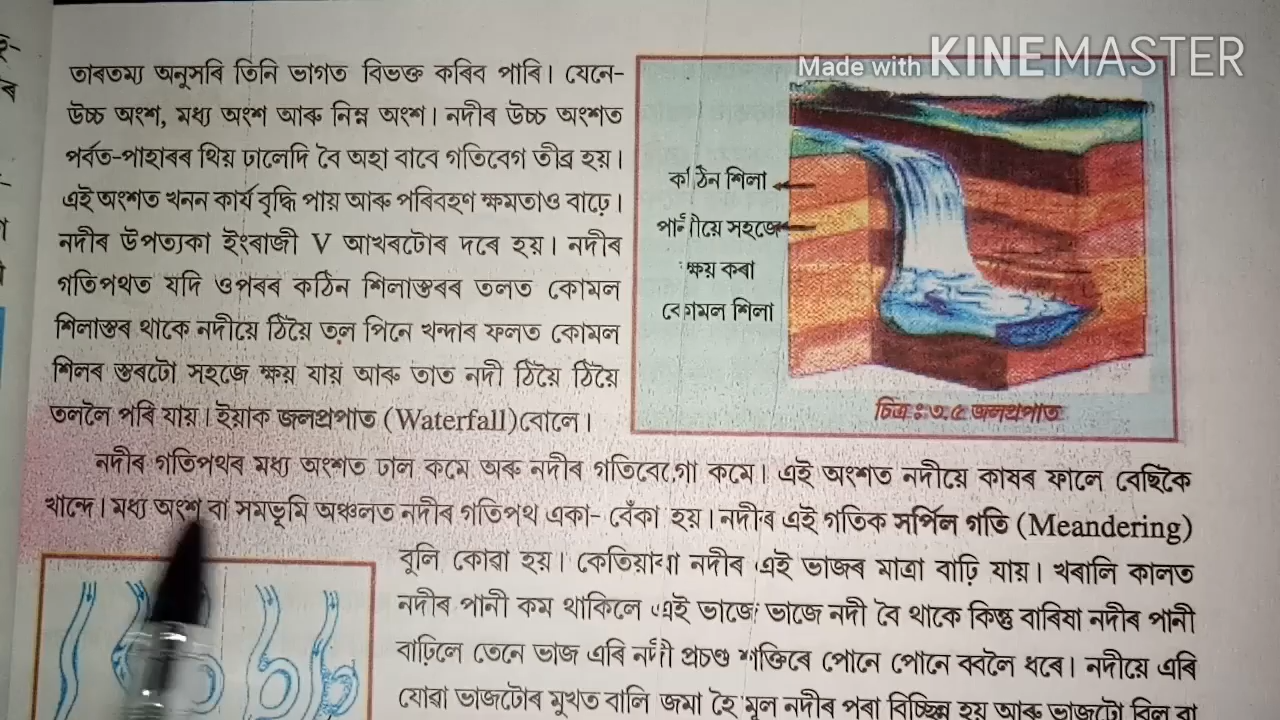 Made with KINEMASTER
তাৰতম্য অনুসৰি তিনি ভাগত বিভক্ত কৰিব পাৰি। যেনে-
উচ্চ অংশ, মধ্য অংশ আৰু নিম্ন অংশ। নদীৰ উচ্চ অংশত
পৰ্বত-পাহাৰৰ থিয় ঢালেদি বৈ অহা বাবে গতিবেগ তীব্ৰ হয়।
এই অংশত খনন কাৰ্য বৃদ্ধি পায় আৰু পৰিবহণ ক্ষমতাও বাঢ়ে।
নদীৰ উপত্যকা ইংৰাজী V আখৰটোৰ দৰে হয়। নদীৰ
গতিপথত যদি ওপৰৰ কঠিন শিলাস্তৰৰ তলত কোমল
শিলাস্তৰ থাকে নদীয়ে ঠিয়ৈ তল পিনে খন্দাৰ ফলত কোমল
শিলৰ স্তৰটো সহজে ক্ষয় যায় আৰু তাত নদী ঠিয়ৈ ঠিয়ৈ
তললৈ পৰি যায়। ইয়াক জলপ্ৰপাত (Waterfall) বোলে।
কঠিন শিলা
পানীয়ে সহজে
ক্ষয় কৰা
কোমল শিলা
চিত্ৰ : ৩.৫ জলপ্ৰপাত
নদীৰ গতিপথৰ মধ্য অংশত ঢাল কমে অৰু নদীৰ গতিবেগো কমে। এই অংশত নদীয়ে কাষৰ ফালে বেছিকৈ
খান্দে। মধ্য অংশ বা সমভূমি অঞ্চলত নদীৰ গতিপথ একা- বেঁকা হয়। নদীৰ এই গতিক সৰ্পিল গতি (Meandering)
বুলি কোৱা হয়। কেতিয়াবা নদীৰ এই ভাজৰ মাত্ৰা বাঢ়ি যায়। খৰালি কালত
নদীৰ পানী কম থাকিলে এই ভাজে ভাজে নদী বৈ থাকে কিন্তু বাৰিষা নদীৰ পানী
বাঢ়িলে তেনে ভাজ এৰি নদী প্ৰচণ্ড শক্তিৰে পোনে পোনে ববলৈ ধৰে। নদীয়ে এৰি
যোৱা ভাজটোৰ মুখত বালি জমা হৈ মূল নদীৰ পৰা বিচ্ছিন্ন হয় আৰু ভাজটো বিল বা